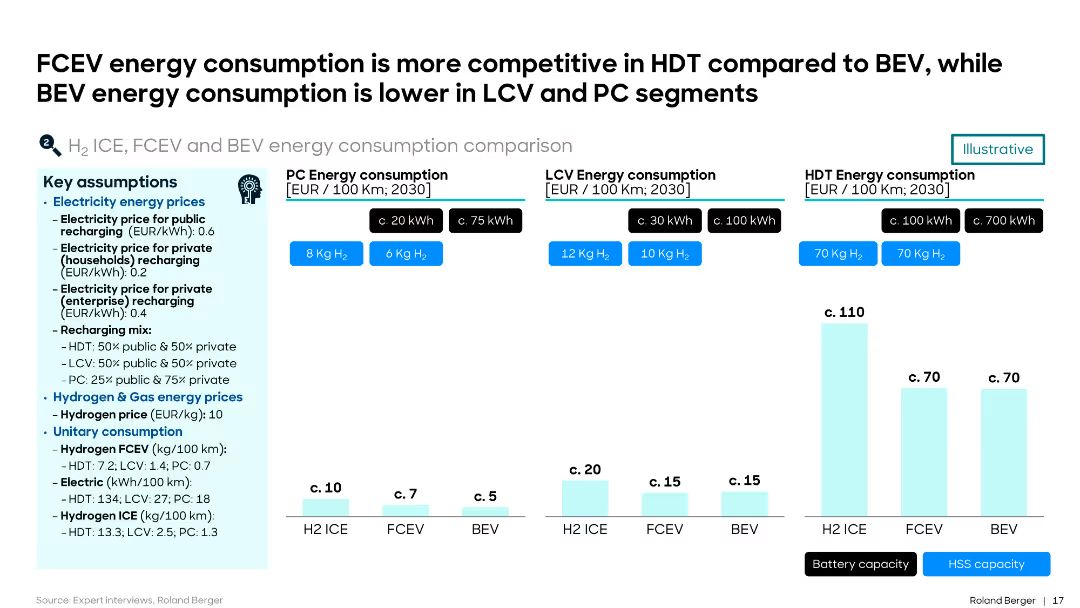 FCEV energy consumption is more competitive in HDT compared to BEV, while
BEV energy consumption is lower in LCV and PC segments
2
H₂ ICE, FCEV and BEV energy consumption comparison
Illustrative
Key assumptions
• Electricity energy prices
– Electricity price for public
recharging (EUR/kWh): 0.6
– Electricity price for private
(households) recharging
(EUR/kWh): 0.2
– Electricity price for private
(enterprise) recharging
(EUR/kWh): 0.4
– Recharging mix:
– HDT: 50% public & 50% private
– LCV: 50% public & 50% private
– PC: 25% public & 75% private
• Hydrogen & Gas energy prices
– Hydrogen price (EUR/kg): 10
• Unitary consumption
– Hydrogen FCEV (kg/100 km):
– HDT: 7.2; LCV: 1.4; PC: 0.7
– Electric (kWh/100 km):
– HDT: 134; LCV: 27; PC: 18
– Hydrogen ICE (kg/100 km):
– HDT: 13.3; LCV: 2.5; PC: 1.3
PC Energy consumption
[EUR / 100 Km; 2030]
c. 20 kWh c. 75 kWh
8 Kg H₂ 6 Kg H₂
c. 10 c. 7 c. 5
H2 ICE FCEV BEV
LCV Energy consumption
[EUR / 100 Km; 2030]
c. 30 kWh c. 100 kWh
12 Kg H₂ 10 Kg H₂
c. 20 c. 15 c. 15
H2 ICE FCEV BEV
HDT Energy consumption
[EUR / 100 Km; 2030]
c. 100 kWh c. 700 kWh
70 Kg H₂ 70 Kg H₂
c. 110 c. 70 c. 70
H2 ICE FCEV BEV
Battery capacity HSS capacity
Source: Expert interviews, Roland Berger
Roland Berger | 17